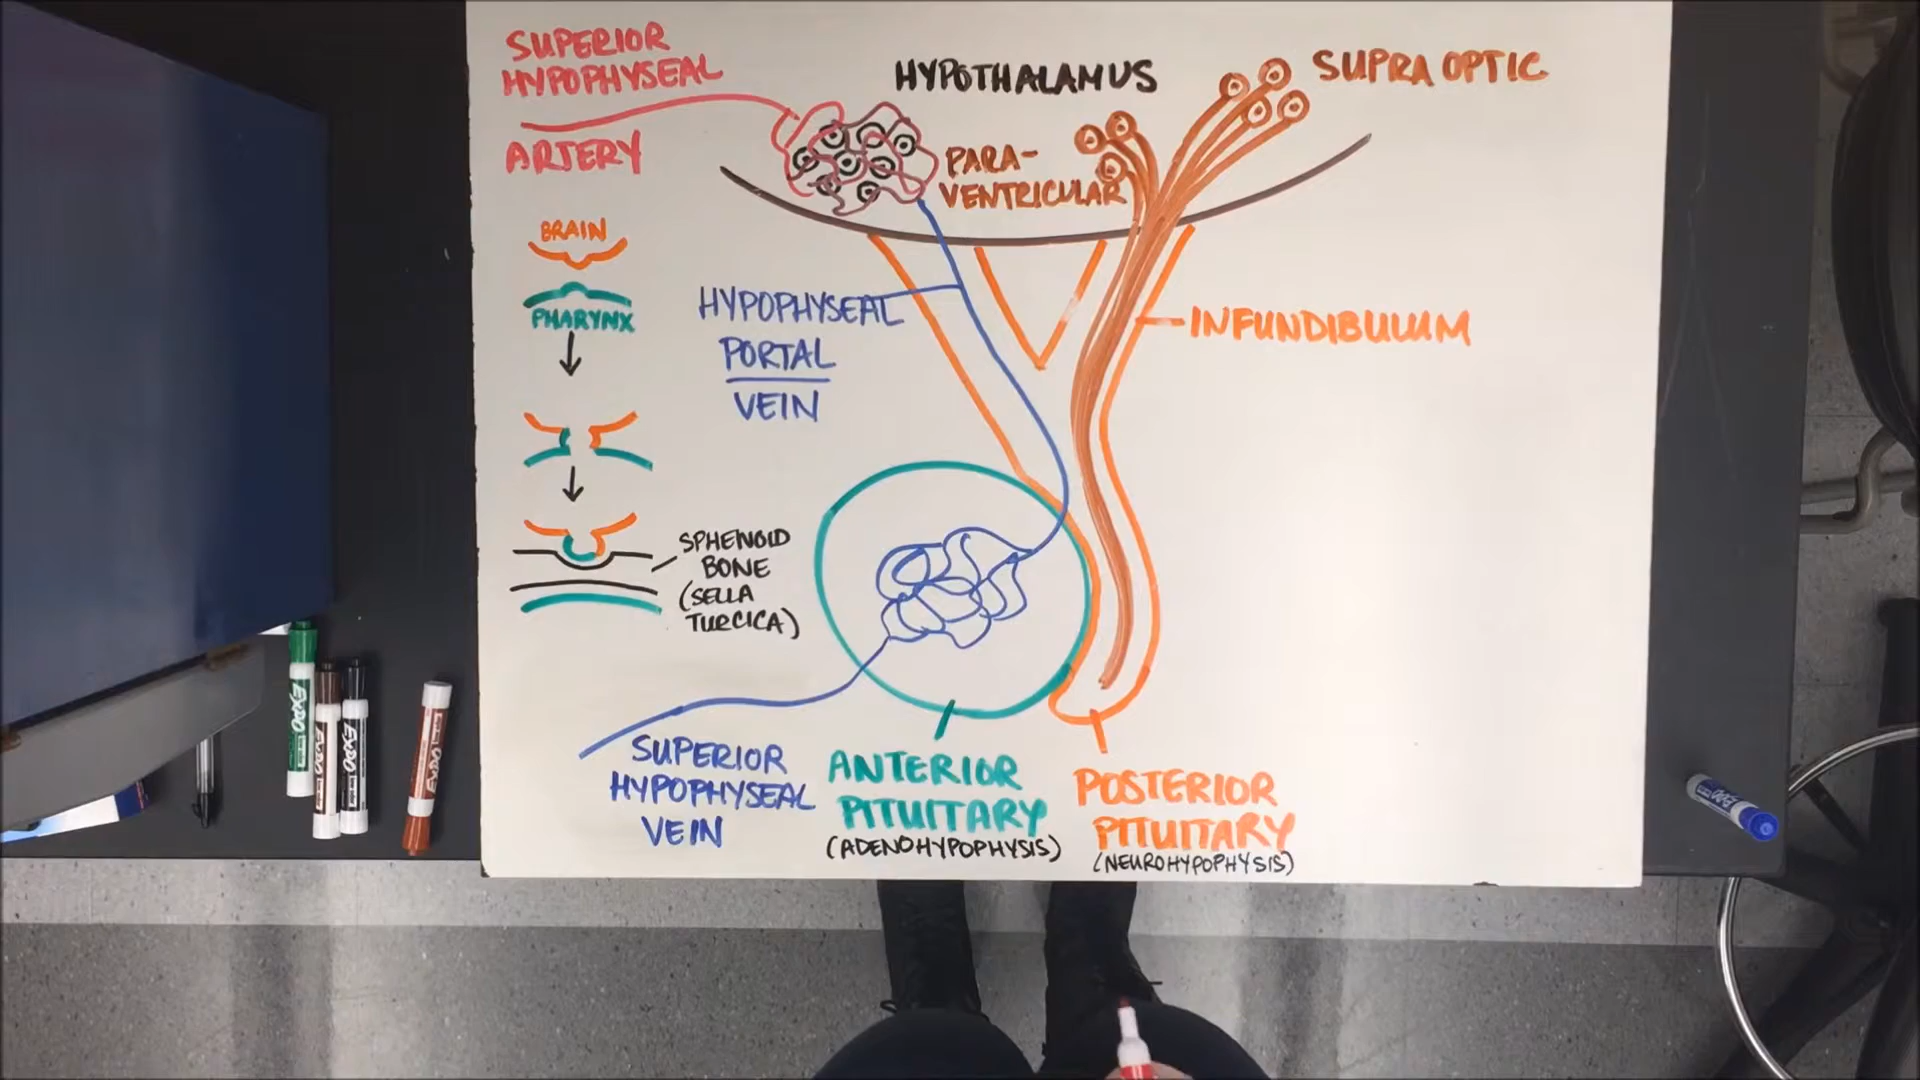 SUPERIOR
HYPOPHYSEAL
ARTERY
HYPOTHALAMUS
SUPRA OPTIC
PARA-
VENTRICULAR
BRAIN
PHARYNX
HYPOPHYSEAL
PORTAL
VEIN
INFUNDIBULUM
SPHENOID
BONE
(SELLA
TURCICA)
SUPERIOR
HYPOPHYSEAL
VEIN
ANTERIOR
PITUITARY
(ADENOHYPOPHYSIS)
POSTERIOR
PITUITARY
(NEUROHYPOPHYSIS)
EXPO
EXPO
EXPO
EXPO
EXPO